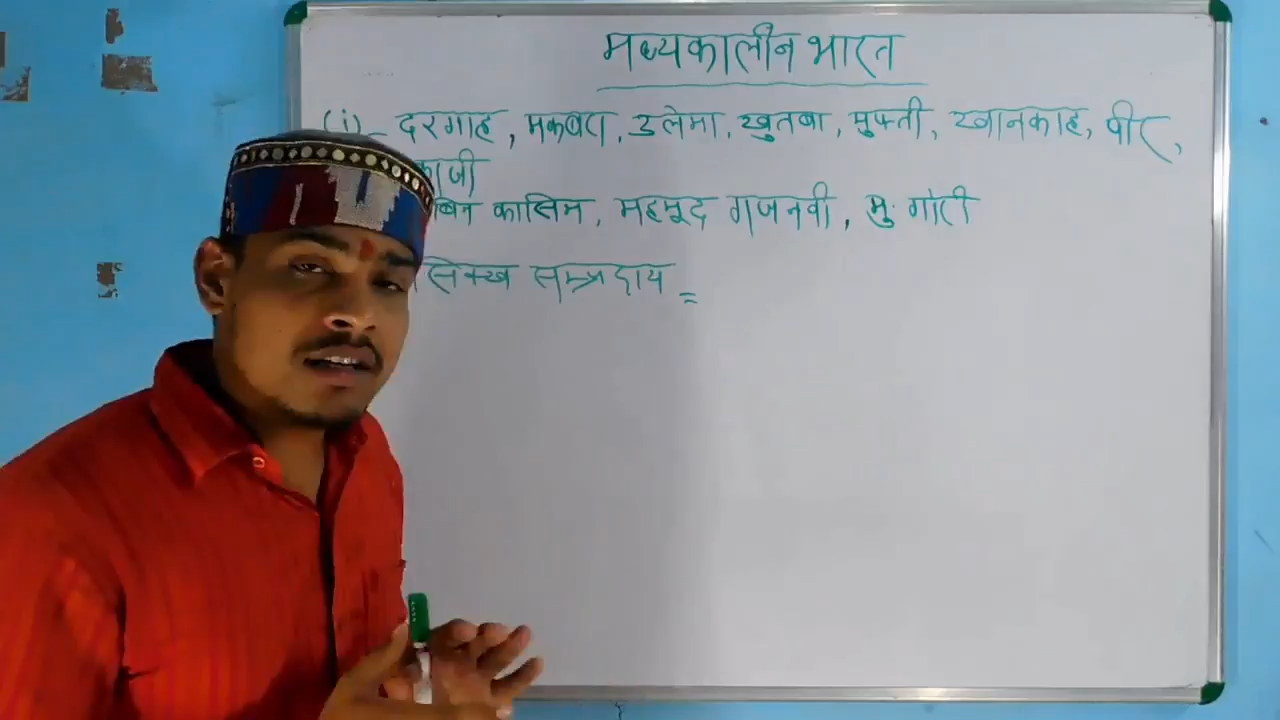 मध्यकालीन भारत
(i)- दरगाह, मकबरा, उलेमा, खुतबा, मुफ्ती, खानकाह, पीर,
काजी
बिन कासिम, महमूद गजनवी, मु. गोरी
सिक्ख सम्प्रदाय =